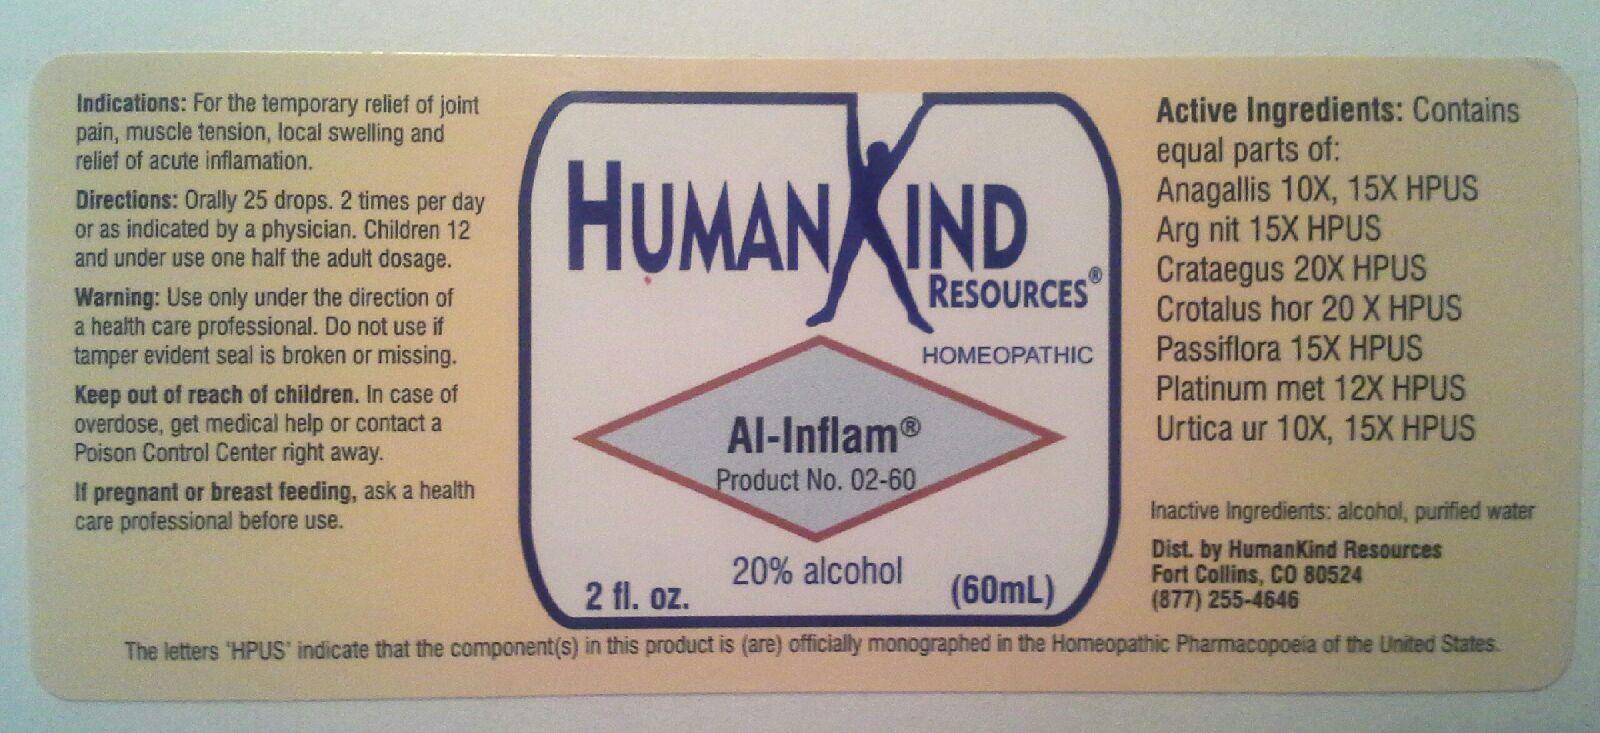 Indications: For the temporary relief of joint
pain, muscle tension, local swelling and
relief of acute inflamation.
Directions: Orally 25 drops. 2 times per day
or as indicated by a physician. Children 12
and under use one half the adult dosage.
Warning: Use only under the direction of
a health care professional. Do not use if
tamper evident seal is broken or missing.
Keep out of reach of children. In case of
overdose, get medical help or contact a
Poison Control Center right away.
If pregnant or breast feeding, ask a health
care professional before use.
HUMANKIND
RESOURCES®
HOMEOPATHIC
Al-Inflam®
Product No. 02-60
20% alcohol
2 fl. oz. (60mL)
Active Ingredients: Contains
equal parts of:
Anagallis 10X, 15X HPUS
Arg nit 15X HPUS
Crataegus 20X HPUS
Crotalus hor 20 X HPUS
Passiflora 15X HPUS
Platinum met 12X HPUS
Urtica ur 10X, 15X HPUS
Inactive Ingredients: alcohol, purified water
Dist. by HumanKind Resources
Fort Collins, CO 80524
(877) 255-4646
The letters "HPUS" indicate that the component(s) in this product is (are) officially monographed in the Homeopathic Pharmacopoeia of the United States.